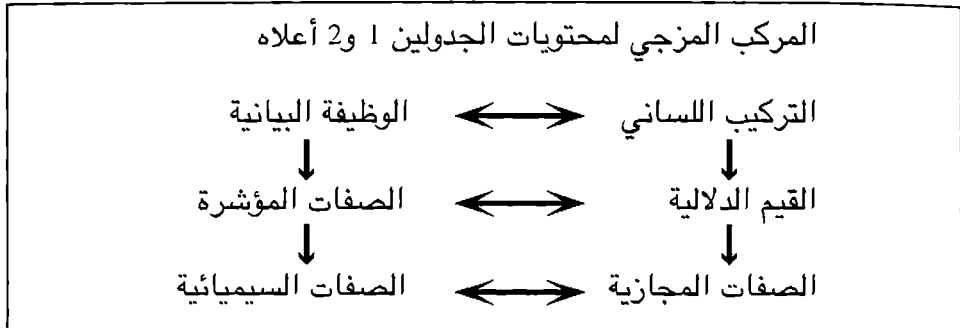 المركب المزجي لمحتويات الجدولين 1 و2 أعلاه
التركيب اللساني الوظيفة البيانية
القيم الدلالية الصفات المؤشرة
الصفات المجازية الصفات السيميائية